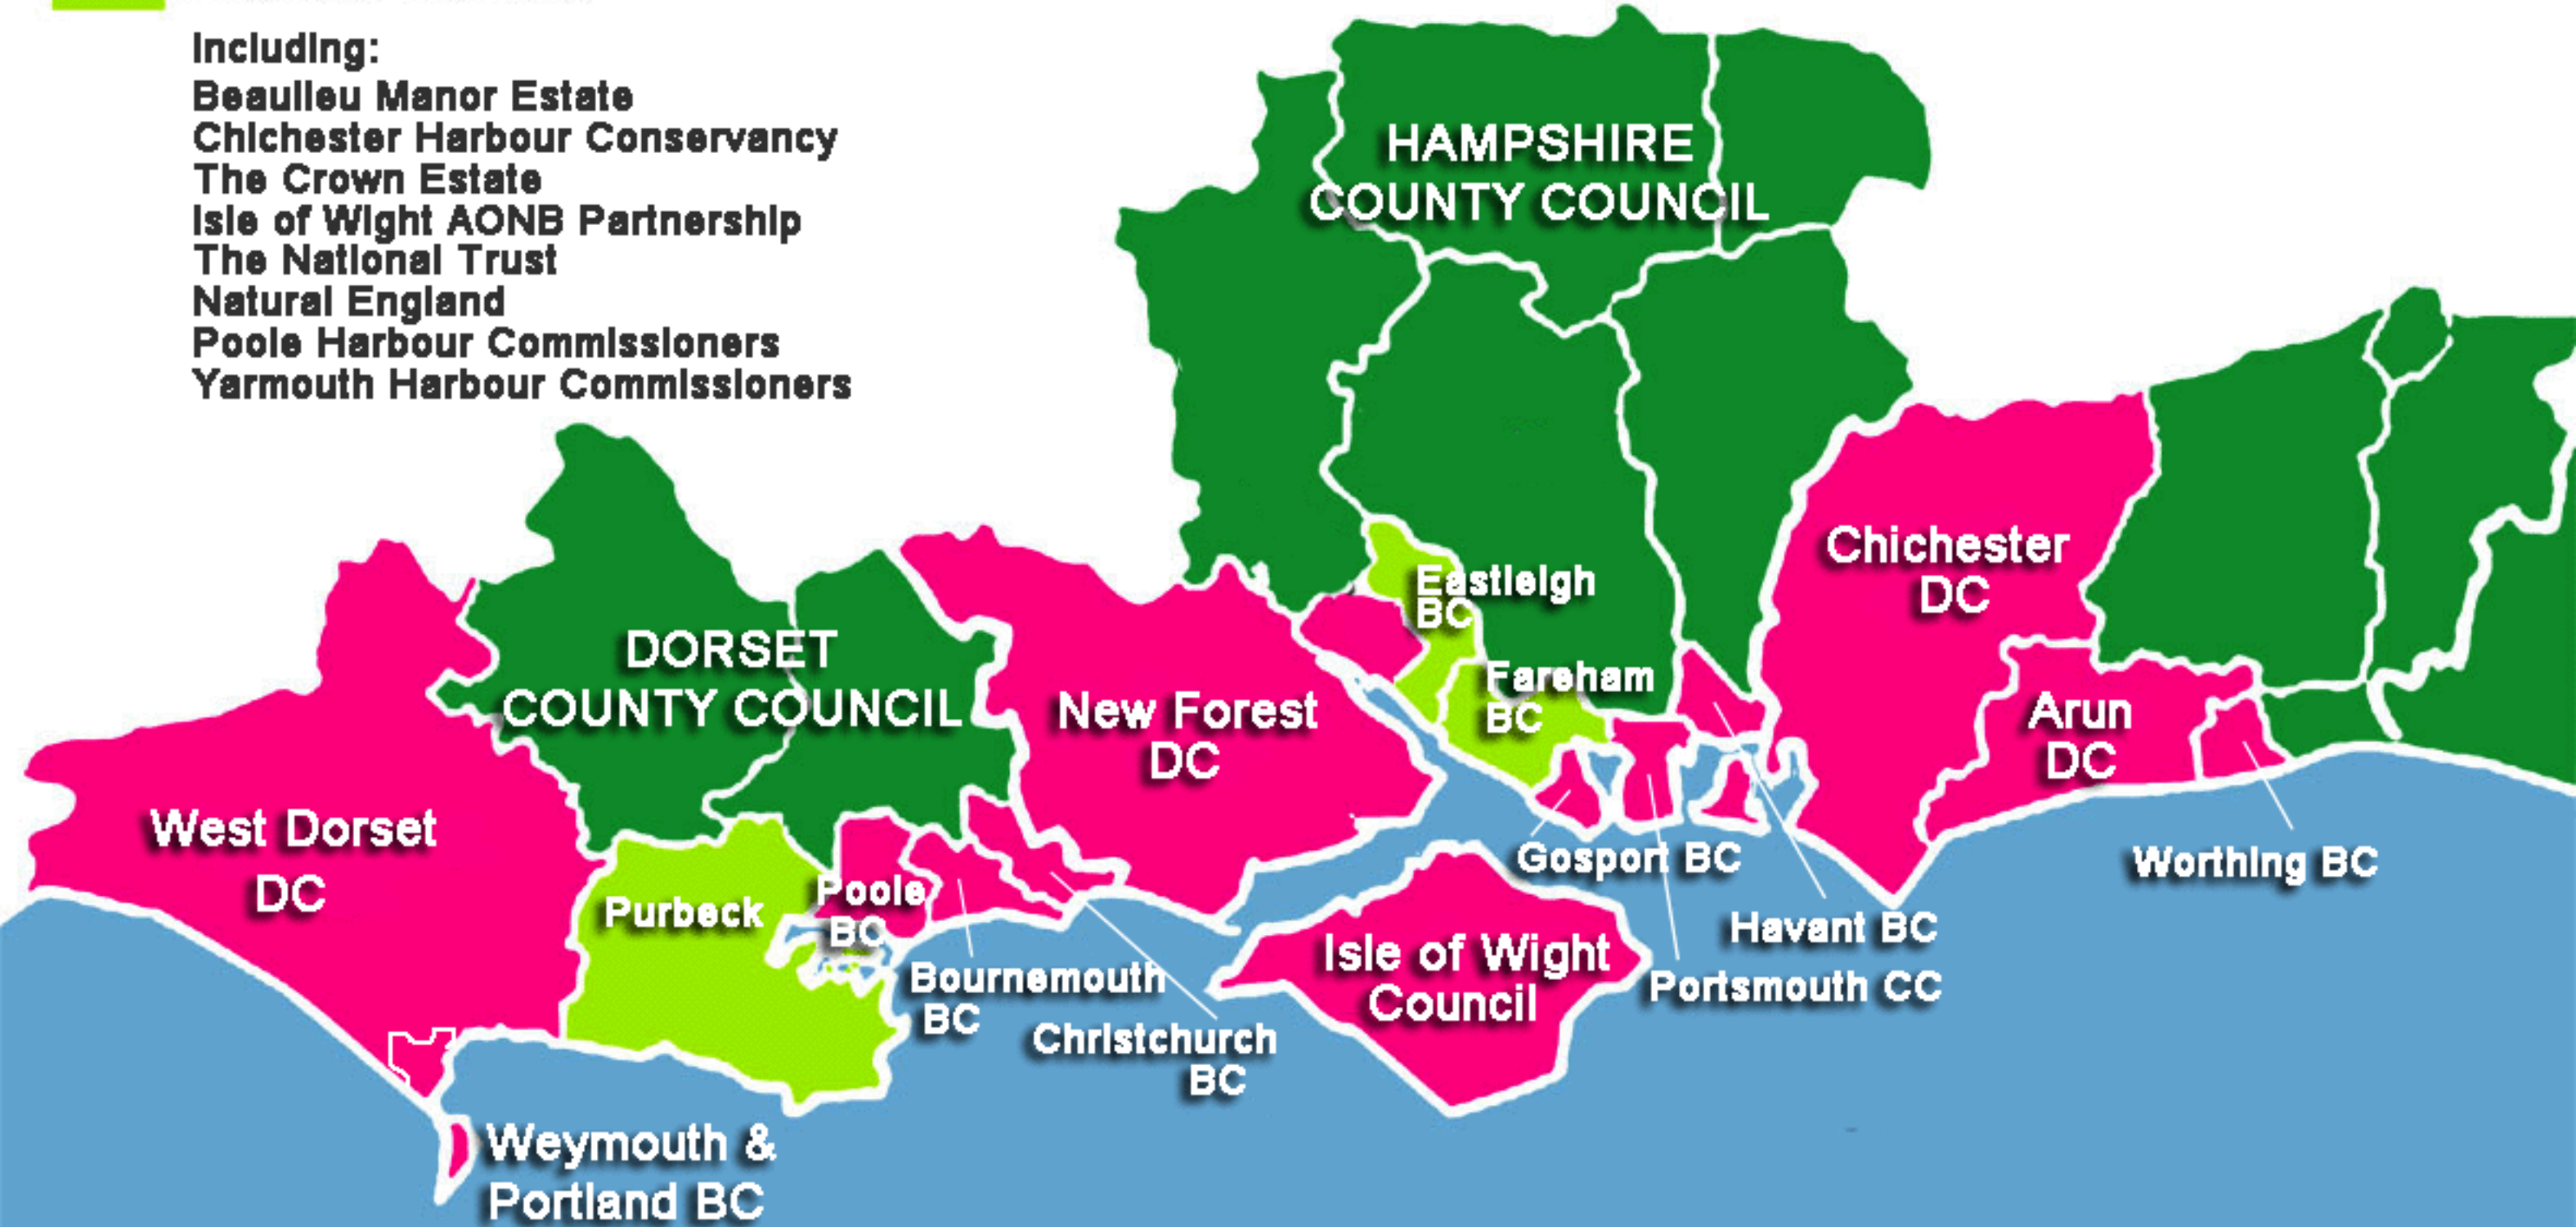 Including:
Beaulieu Manor Estate
Chichester Harbour Conservancy
The Crown Estate
Isle of Wight AONB Partnership
The National Trust
Natural England
Poole Harbour Commissioners
Yarmouth Harbour Commissioners
HAMPSHIRE
COUNTY COUNCIL
Chichester
DC
Eastleigh
BC
DORSET
COUNTY COUNCIL
New Forest
DC
Fareham
BC
Arun
DC
West Dorset
DC
Purbeck
Poole
BC
Gosport BC
Worthing BC
Havant BC
Isle of Wight
Council
Portsmouth CC
Bournemouth
BC
Christchurch
BC
Weymouth &
Portland BC